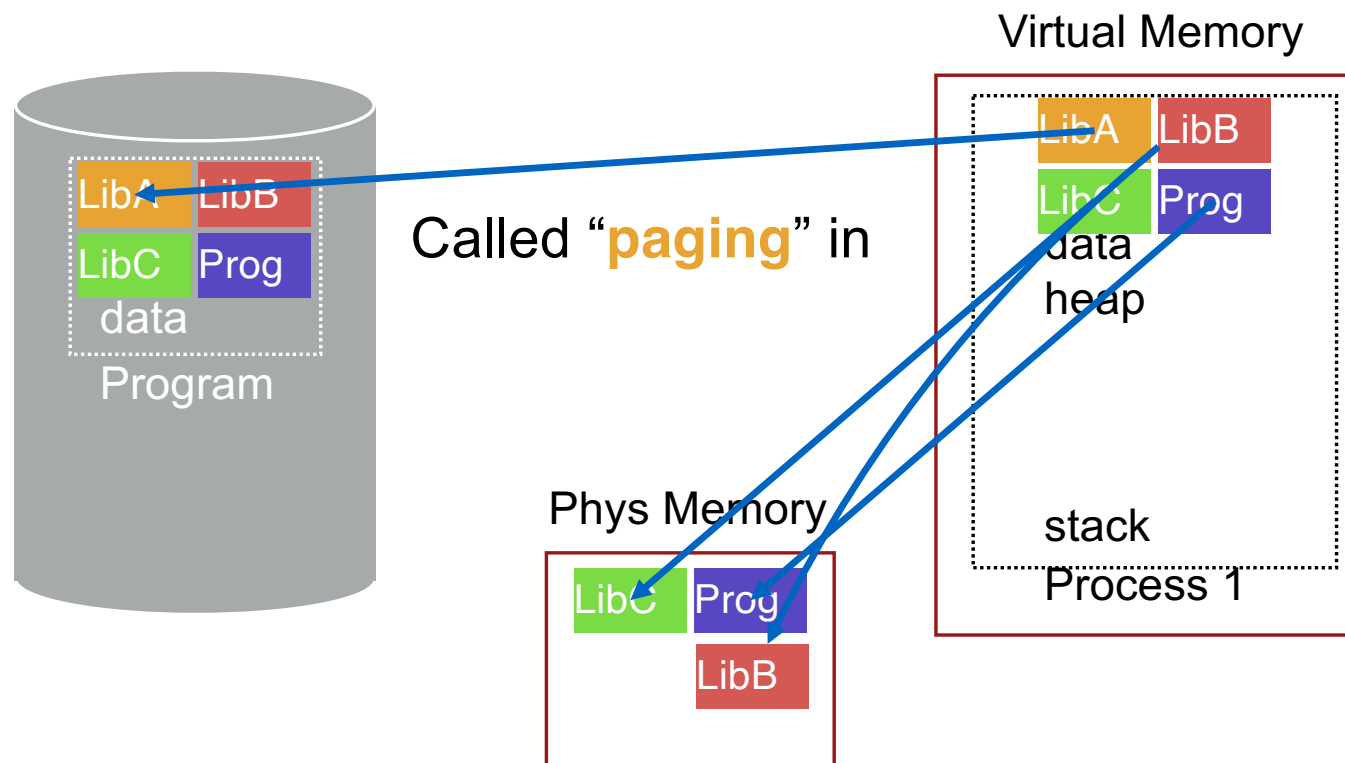 Virtual Memory
LibA LibB
LibC Prog
data
heap
stack
Process 1
LibA LibB
LibC Prog
data
Program
Called “paging” in
Phys Memory
LibC Prog
LibB